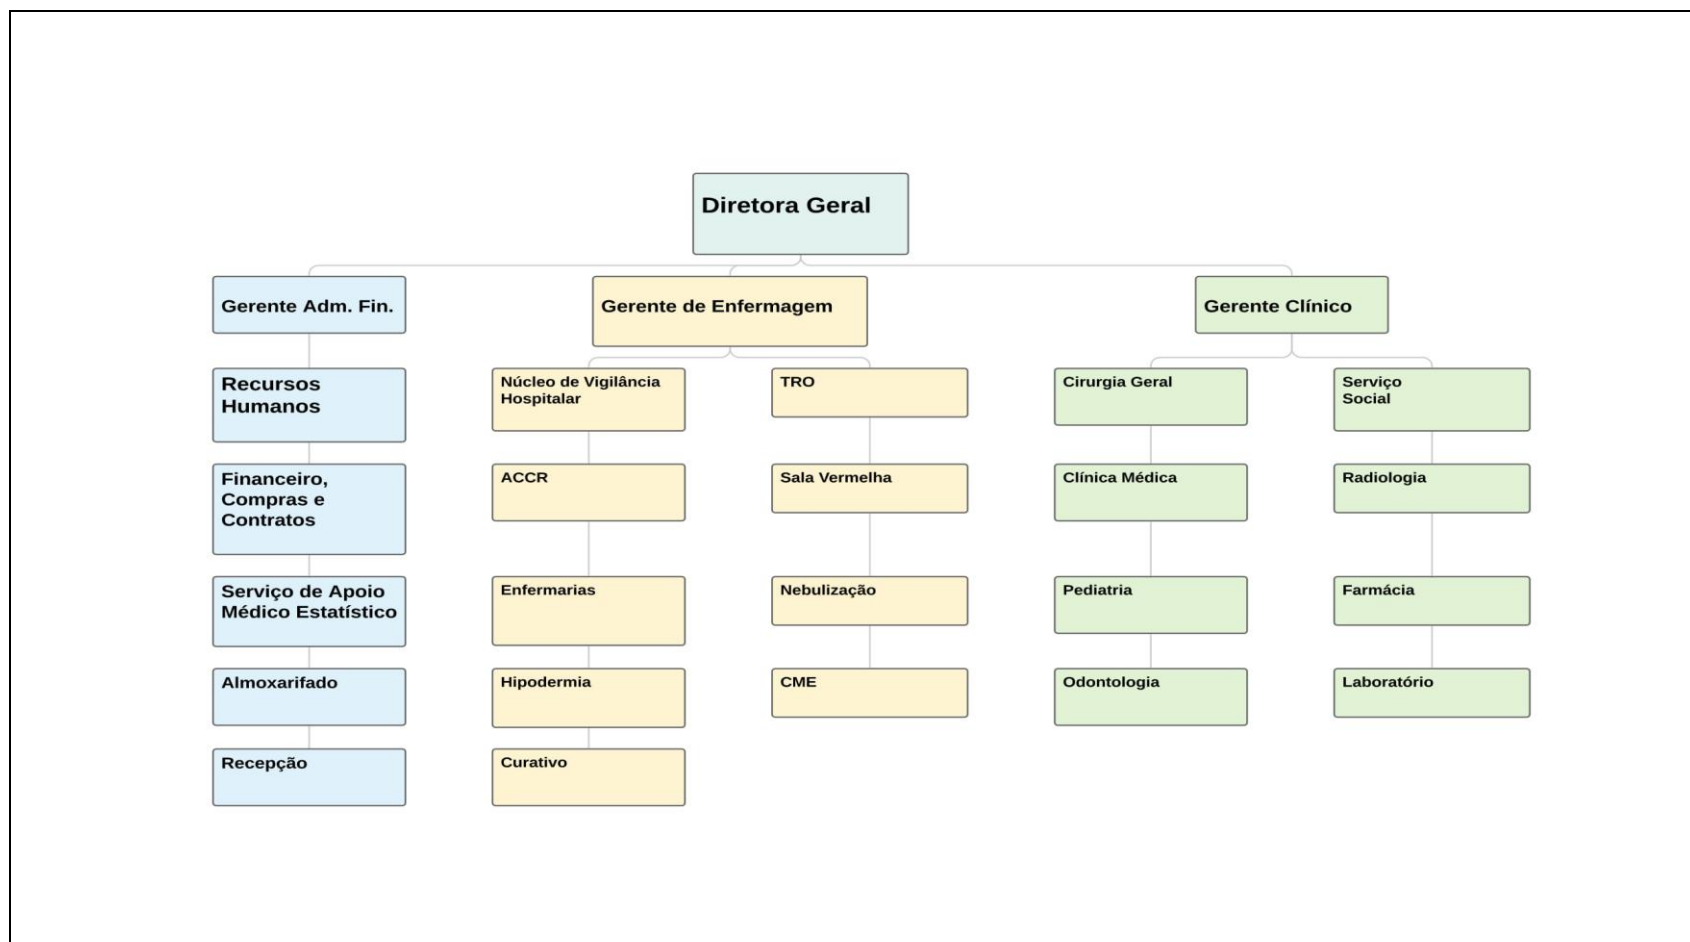 Diretora Geral
Gerente Adm. Fin.
Gerente de Enfermagem
Gerente Clínico
Recursos
Humanos
Núcleo de Vigilância
Hospitalar
TRO
Cirurgia Geral
Serviço
Social
Financeiro,
Compras e
Contratos
ACCR
Sala Vermelha
Clínica Médica
Radiologia
Serviço de Apoio
Médico Estatístico
Enfermarias
Nebulização
Pediatria
Farmácia
Almoxarifado
Hipodermia
CME
Odontologia
Laboratório
Recepção
Curativo